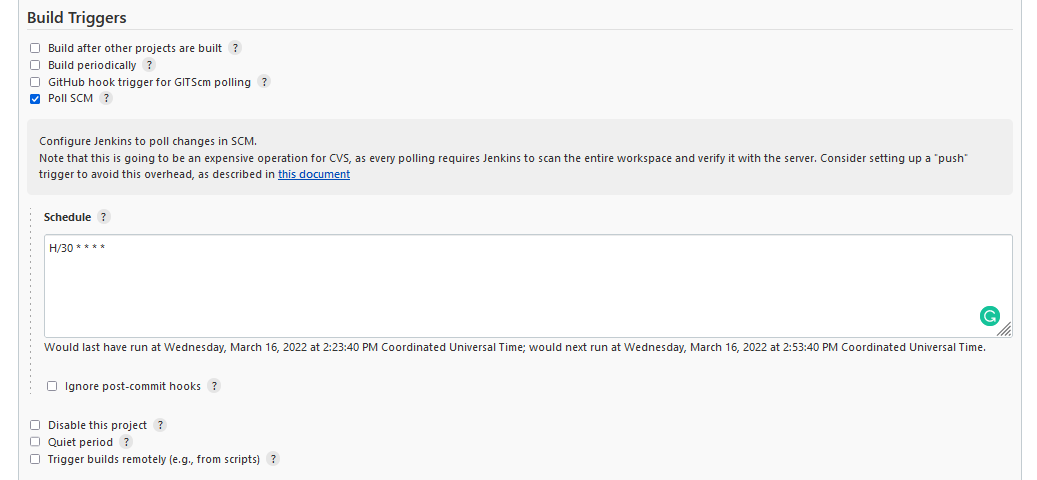 Build Triggers
Build after other projects are built ?
Build periodically ?
GitHub hook trigger for GITScm polling ?
Poll SCM ?
Configure Jenkins to poll changes in SCM.
Note that this is going to be an expensive operation for CVS, as every polling requires Jenkins to scan the entire workspace and verify it with the server. Consider setting up a "push"
trigger to avoid this overhead, as described in this document
Schedule ?
H/30 * * * *
Would last have run at Wednesday, March 16, 2022 at 2:23:40 PM Coordinated Universal Time; would next run at Wednesday, March 16, 2022 at 2:53:40 PM Coordinated Universal Time.
Ignore post-commit hooks ?
Disable this project ?
Quiet period ?
Trigger builds remotely (e.g., from scripts) ?